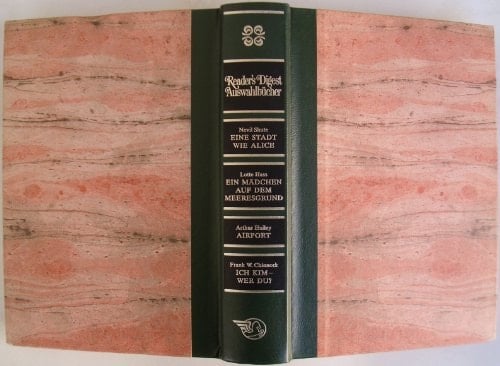 Reader's Digest
Auswahlbücher
Nevil Shute
EINE STADT
WIE ALICE
Lotte Hass
EIN MÄDCHEN
AUF DEM
MEERESGRUND
Arthur Hailey
AIRPORT
Frank W. Chinnock
ICH KIM –
WER DU?